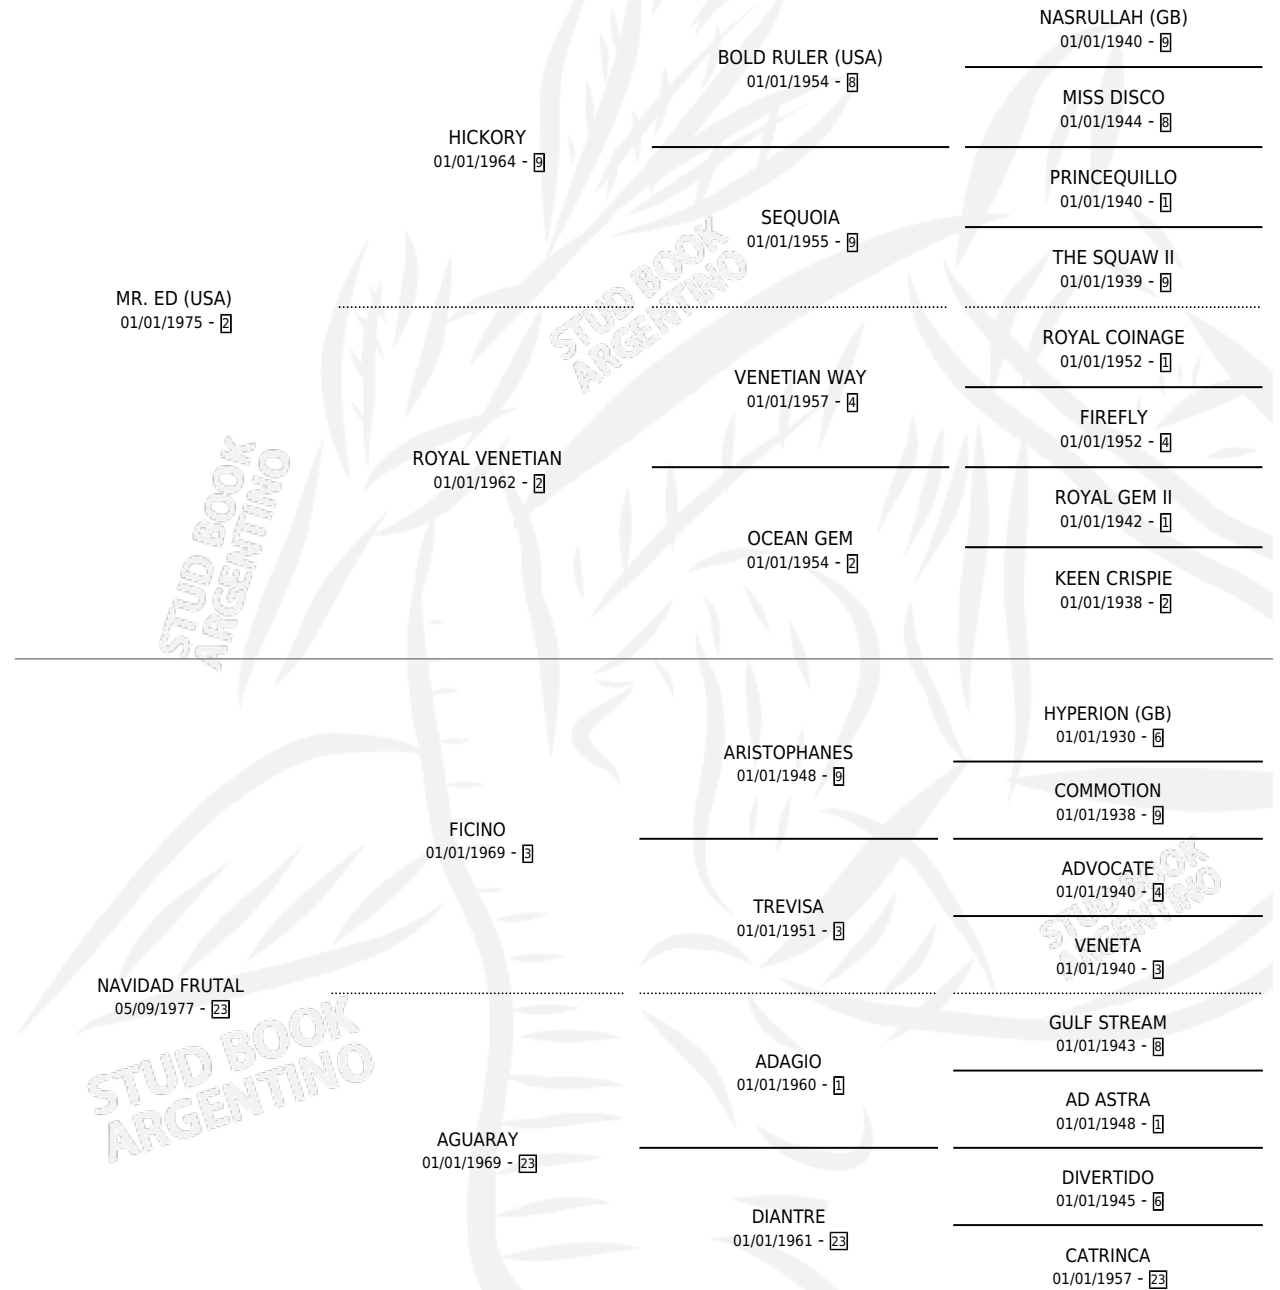 NASRULLAH (GB)
01/01/1940 - 9
BOLD RULER (USA)
01/01/1954 - 8
MISS DISCO
01/01/1944 - 8
HICKORY
01/01/1964 - 9
PRINCEQUILLO
01/01/1940 - 1
SEQUOIA
01/01/1955 - 9
THE SQUAW II
01/01/1939 - 9
MR. ED (USA)
01/01/1975 - 2
ROYAL COINAGE
01/01/1952 - 1
VENETIAN WAY
01/01/1957 - 4
FIREFLY
01/01/1952 - 4
ROYAL VENETIAN
01/01/1962 - 2
ROYAL GEM II
01/01/1942 - 1
OCEAN GEM
01/01/1954 - 2
KEEN CRISPIE
01/01/1938 - 2
HYPERION (GB)
01/01/1930 - 6
ARISTOPHANES
01/01/1948 - 9
COMMOTION
01/01/1938 - 9
FICINO
01/01/1969 - 3
ADVOCATE
01/01/1940 - 4
TREVISA
01/01/1951 - 3
VENETA
01/01/1940 - 3
NAVIDAD FRUTAL
05/09/1977 - 23
GULF STREAM
01/01/1943 - 8
ADAGIO
01/01/1960 - 1
AD ASTRA
01/01/1948 - 1
AGUARAY
01/01/1969 - 23
DIVERTIDO
01/01/1945 - 6
DIANTRE
01/01/1961 - 23
CATRINCA
01/01/1957 - 23
STUD BOOK
ARGENTINO
STUD BOOK
ARGENTINO
STUD BOOK
ARGENTINO
STUD BOOK
ARGENTINO